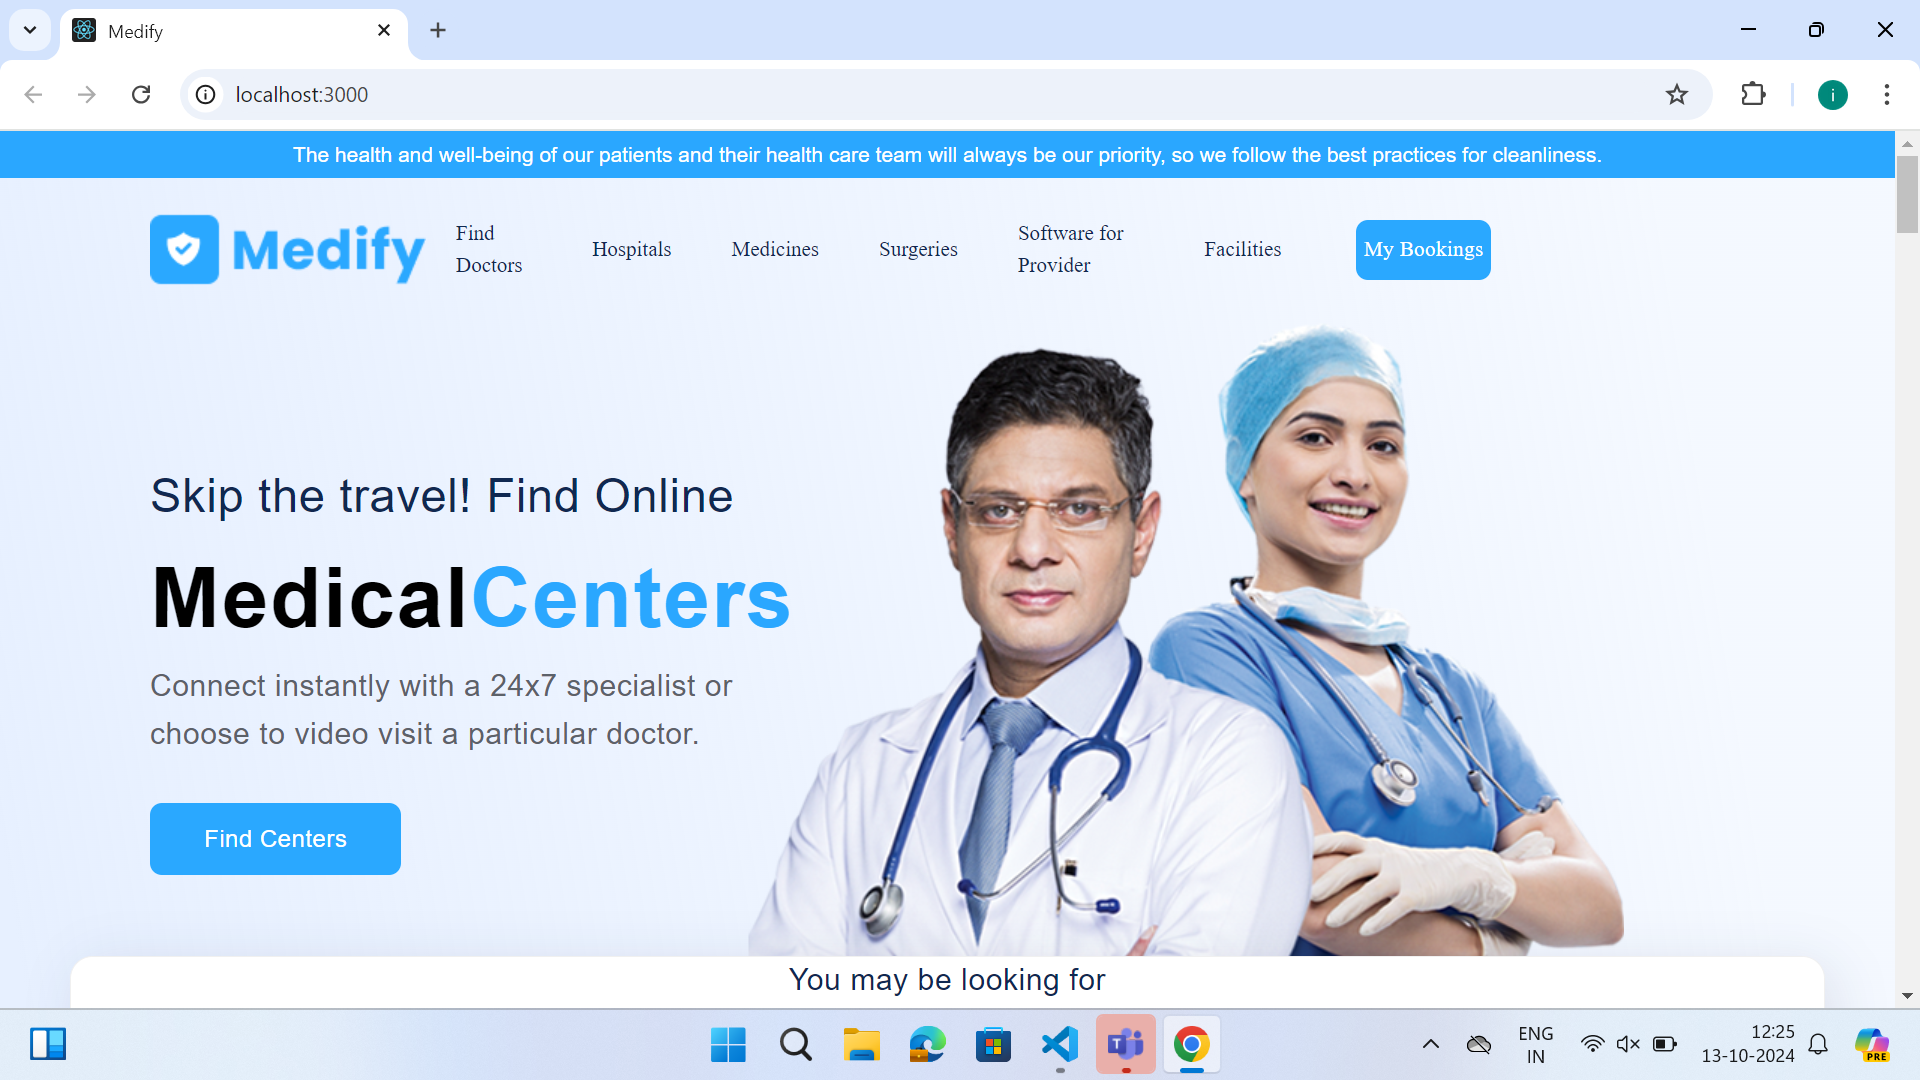 Medify
localhost:3000
i
The health and well-being of our patients and their health care team will always be our priority, so we follow the best practices for cleanliness.
Medify
Find
Doctors
Hospitals
Medicines
Surgeries
Software for
Provider
Facilities
My Bookings
Skip the travel! Find Online
MedicalCenters
Connect instantly with a 24x7 specialist or
choose to video visit a particular doctor.
Find Centers
You may be looking for
T
ENG
IN
12:25
13-10-2024
PRE